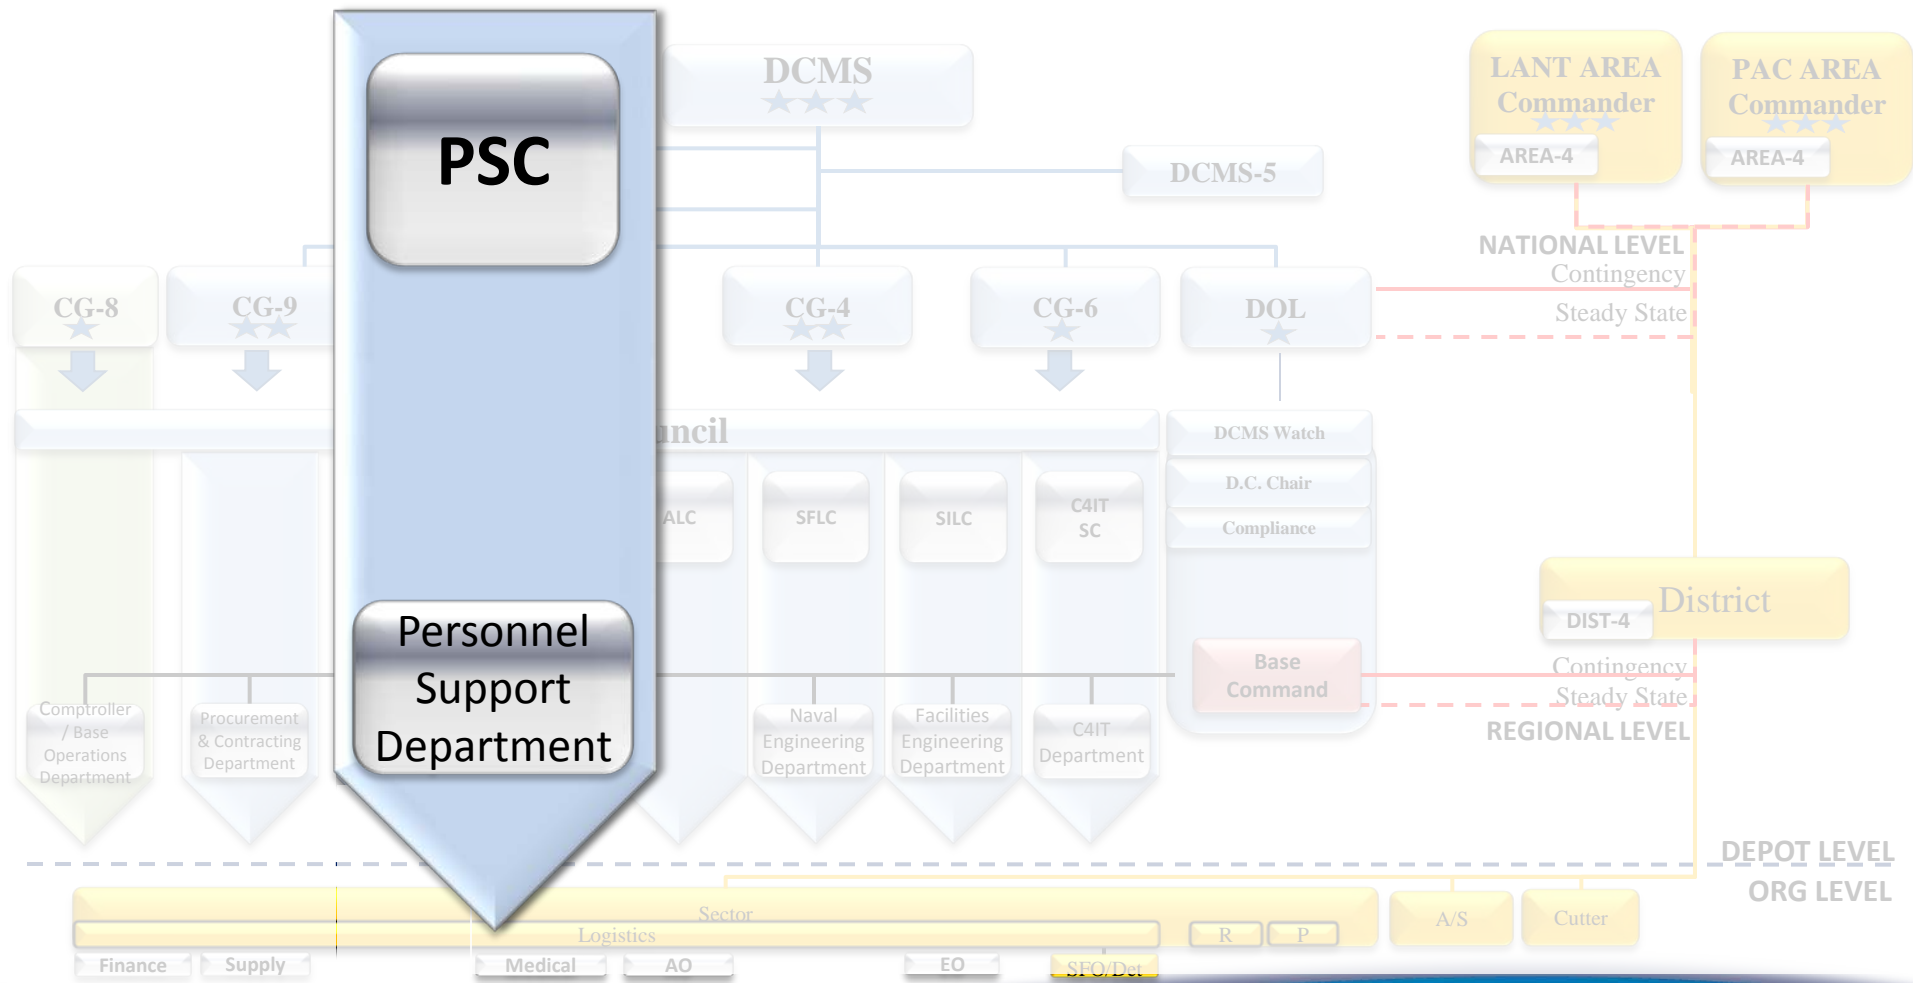 PSC
Personnel
Support
Department
DCMS
DCMS-5
LANT AREA
Commander
AREA-4
PAC AREA
Commander
AREA-4
NATIONAL LEVEL
Contingency
Steady State
CG-8
CG-9
CG-4
CG-6
DOL
DCMS Watch
D.C. Chair
Compliance
ALC
SFLC
SILC
C4IT
SC
Base
Command
District
DIST-4
Contingency
Steady State
REGIONAL LEVEL
Comptroller
/ Base
Operations
Department
Procurement
& Contracting
Department
Naval
Engineering
Department
Facilities
Engineering
Department
C4IT
Department
DEPOT LEVEL
ORG LEVEL
Sector
Logistics
R
P
A/S
Cutter
Finance
Supply
Medical
AO
EO
SFO/Det